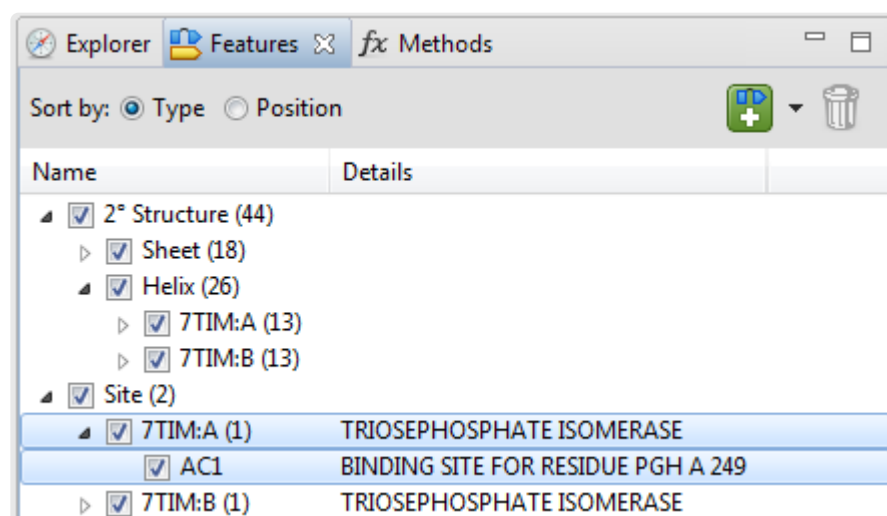 Explorer Features fx Methods
Sort by: Type Position
Name Details
2° Structure (44)
Sheet (18)
Helix (26)
7TIM:A (13)
7TIM:B (13)
Site (2)
7TIM:A (1) TRIOSEPHOSPHATE ISOMERASE
AC1 BINDING SITE FOR RESIDUE PGH A 249
7TIM:B (1) TRIOSEPHOSPHATE ISOMERASE